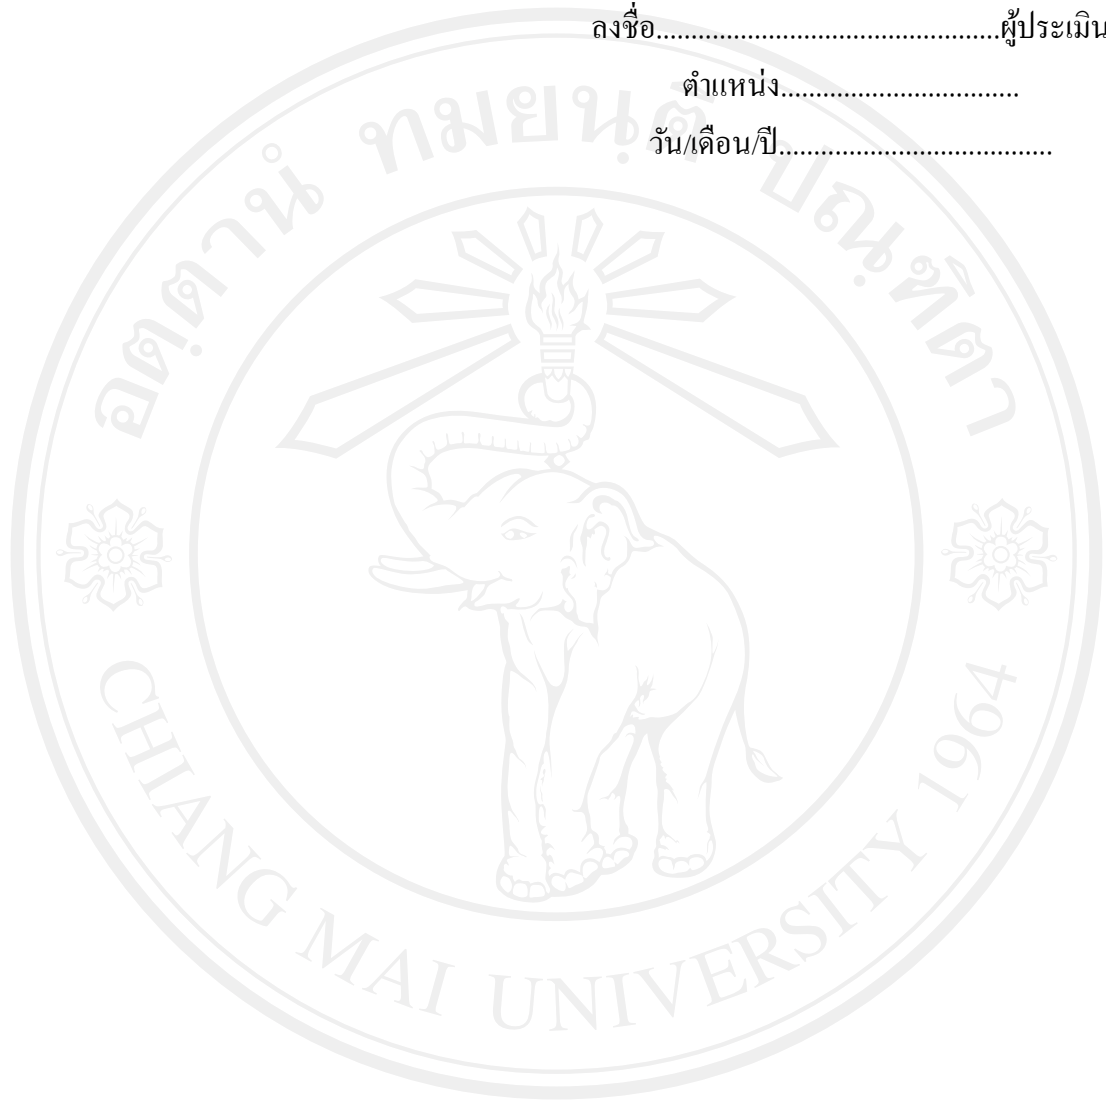 ลงชื่อ.................................................ผู้ประเมิน
ตำแหน่ง..................................
วัน/เดือน/ปี.......................................
อตฺตานํ ทมยนฺติ ปณฺฑิตา
CHIANG MAI UNIVERSITY 1964